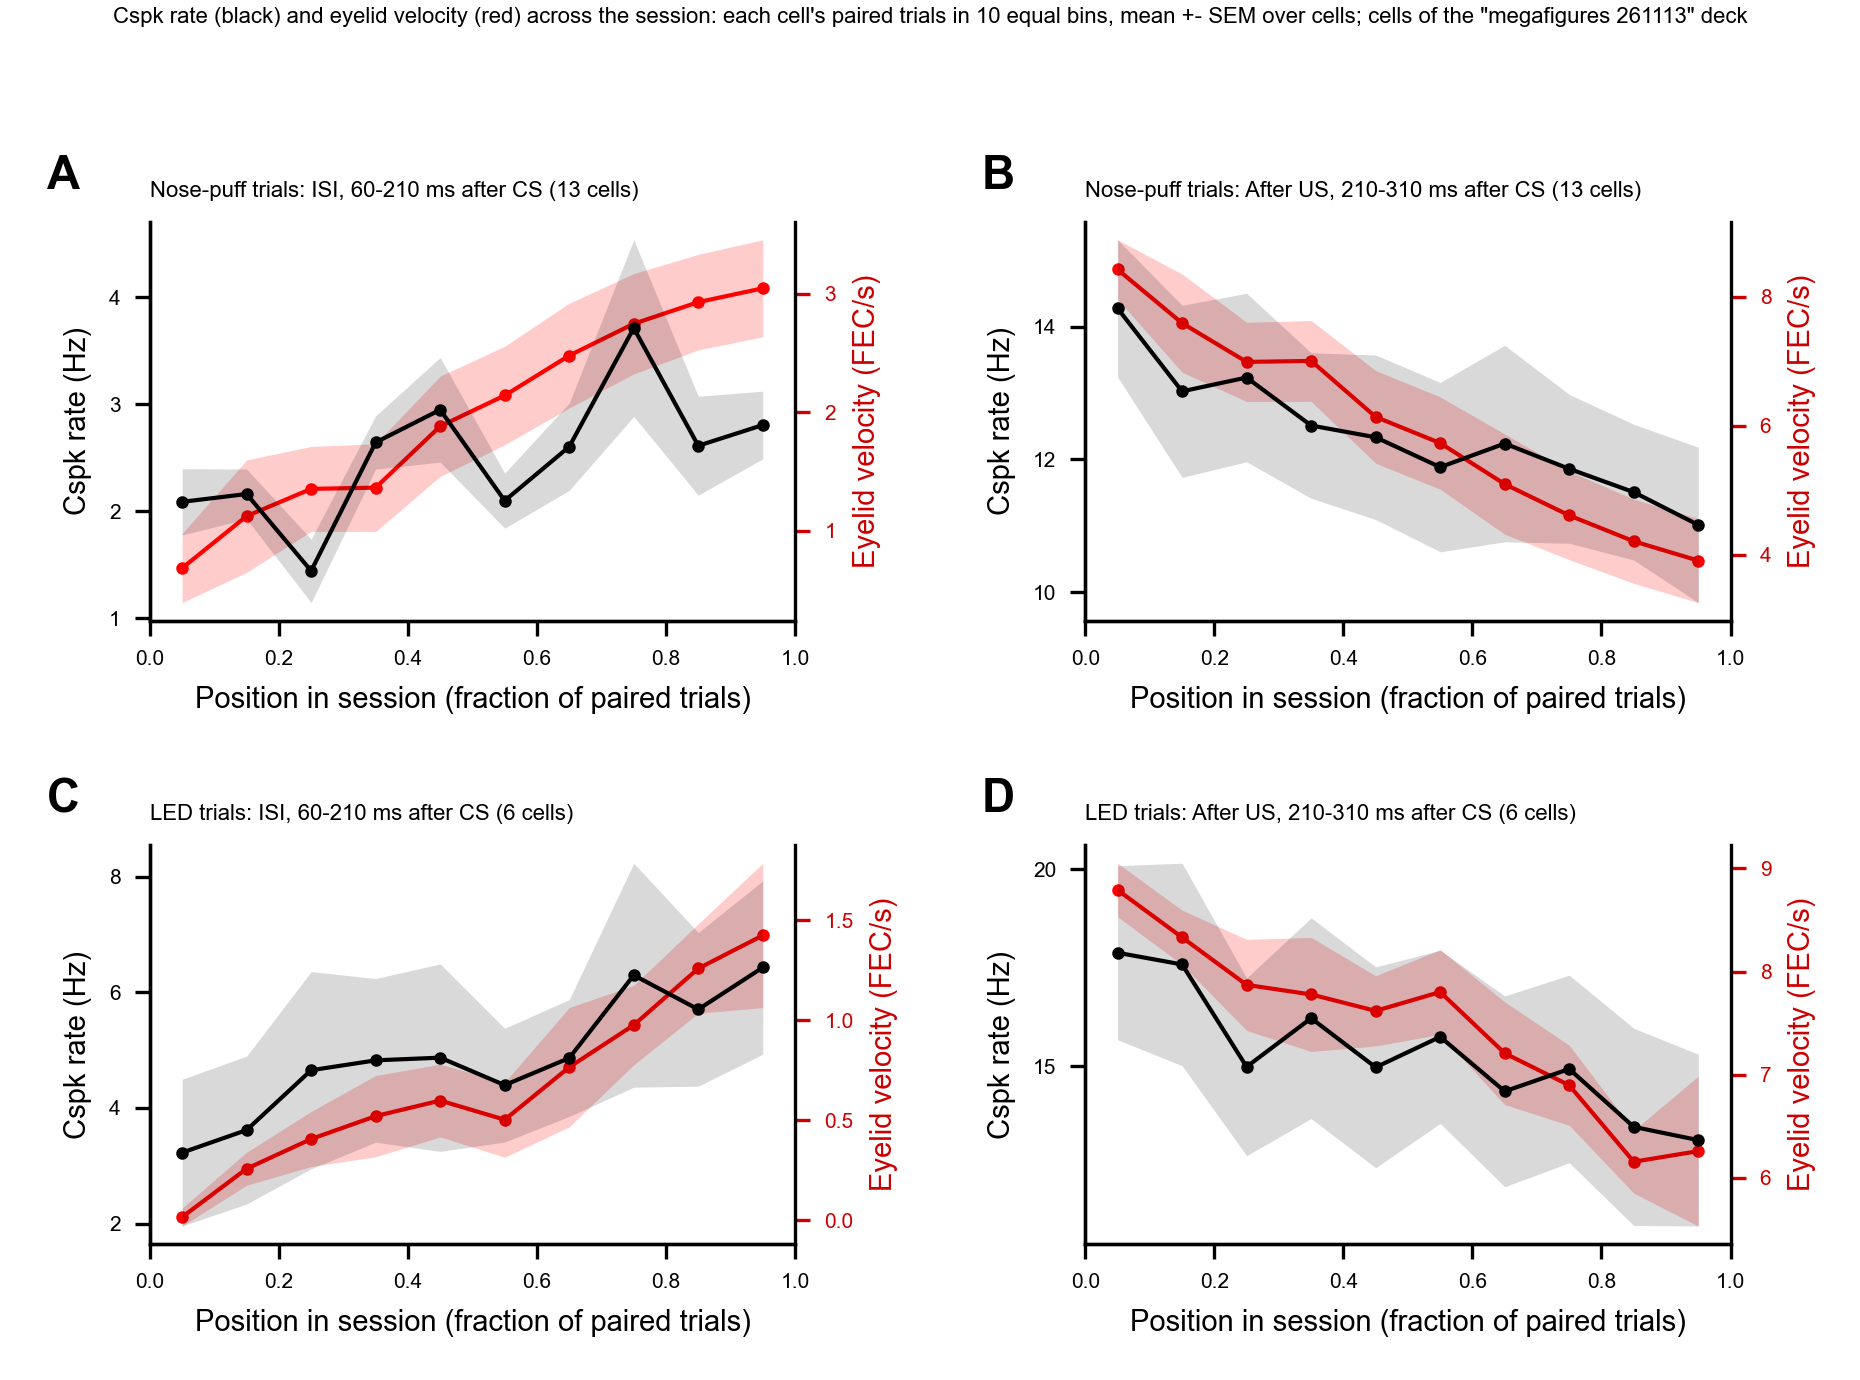 Cspk rate (black) and eyelid velocity (red) across the session: each cell's paired trials in 10 equal bins, mean +- SEM over cells; cells of the "megafigures 261113" deck
A
Nose-puff trials: ISI, 60-210 ms after CS (13 cells)
Cspk rate (Hz)
4
3
2
1
3
2
1
Eyelid velocity (FEC/s)
0.0 0.2 0.4 0.6 0.8 1.0
Position in session (fraction of paired trials)
B
Nose-puff trials: After US, 210-310 ms after CS (13 cells)
Cspk rate (Hz)
14
12
10
8
6
4
Eyelid velocity (FEC/s)
0.0 0.2 0.4 0.6 0.8 1.0
Position in session (fraction of paired trials)
C
LED trials: ISI, 60-210 ms after CS (6 cells)
Cspk rate (Hz)
8
6
4
2
1.5
1.0
0.5
0.0
Eyelid velocity (FEC/s)
0.0 0.2 0.4 0.6 0.8 1.0
Position in session (fraction of paired trials)
D
LED trials: After US, 210-310 ms after CS (6 cells)
Cspk rate (Hz)
20
15
9
8
7
6
Eyelid velocity (FEC/s)
0.0 0.2 0.4 0.6 0.8 1.0
Position in session (fraction of paired trials)